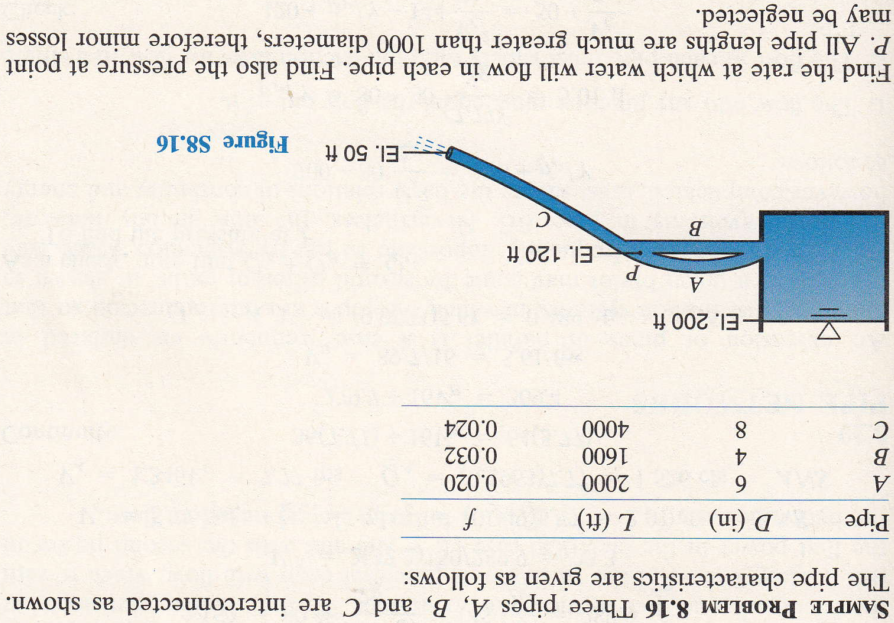 SAMPLE PROBLEM 8.16 Three pipes A, B, and C are interconnected as shown.
The pipe characteristics are given as follows:
Pipe D (in) L (ft) f
A 6 2000 0.020
B 4 1600 0.032
C 8 4000 0.024
El. 200 ft
A
P
El. 120 ft
B
C
El. 50 ft
Figure S8.16
Find the rate at which water will flow in each pipe. Find also the pressure at point
P. All pipe lengths are much greater than 1000 diameters, therefore minor losses
may be neglected.